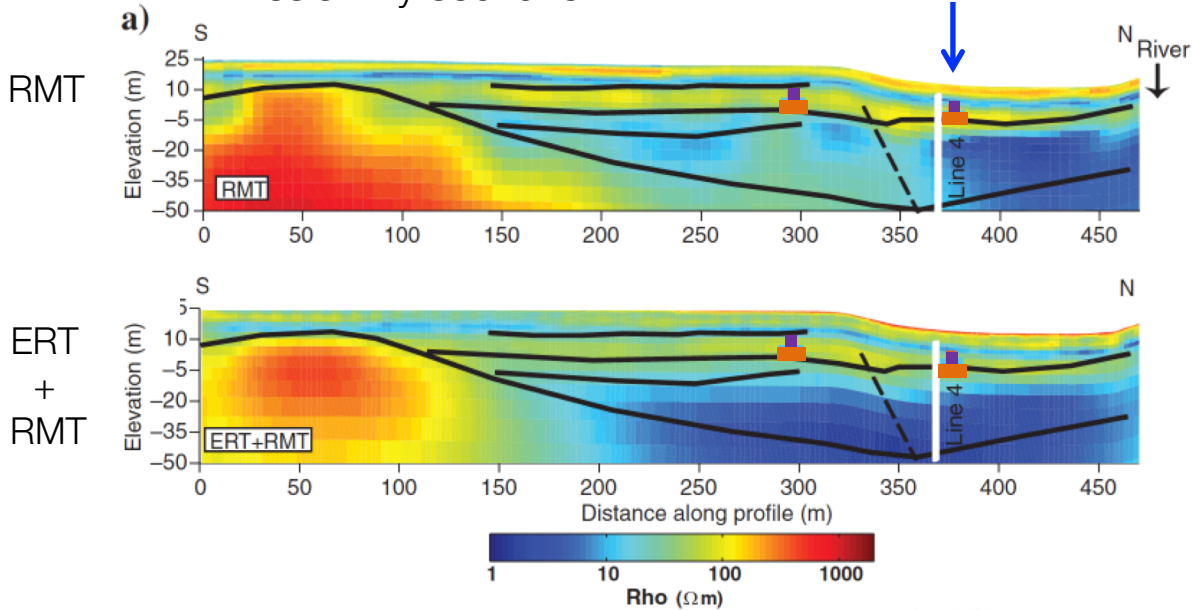 a)
S
N
River
RMT
Elevation (m)
25
10
−5
−20
−35
−50
RMT
Line 4
0 50 100 150 200 250 300 350 400 450
S
N
ERT
+
RMT
Elevation (m)
5
10
−5
−20
−35
−50
ERT+RMT
Line 4
0 50 100 150 200 250 300 350 400 450
Distance along profile (m)
1 10 100 1000
Rho (Ωm)